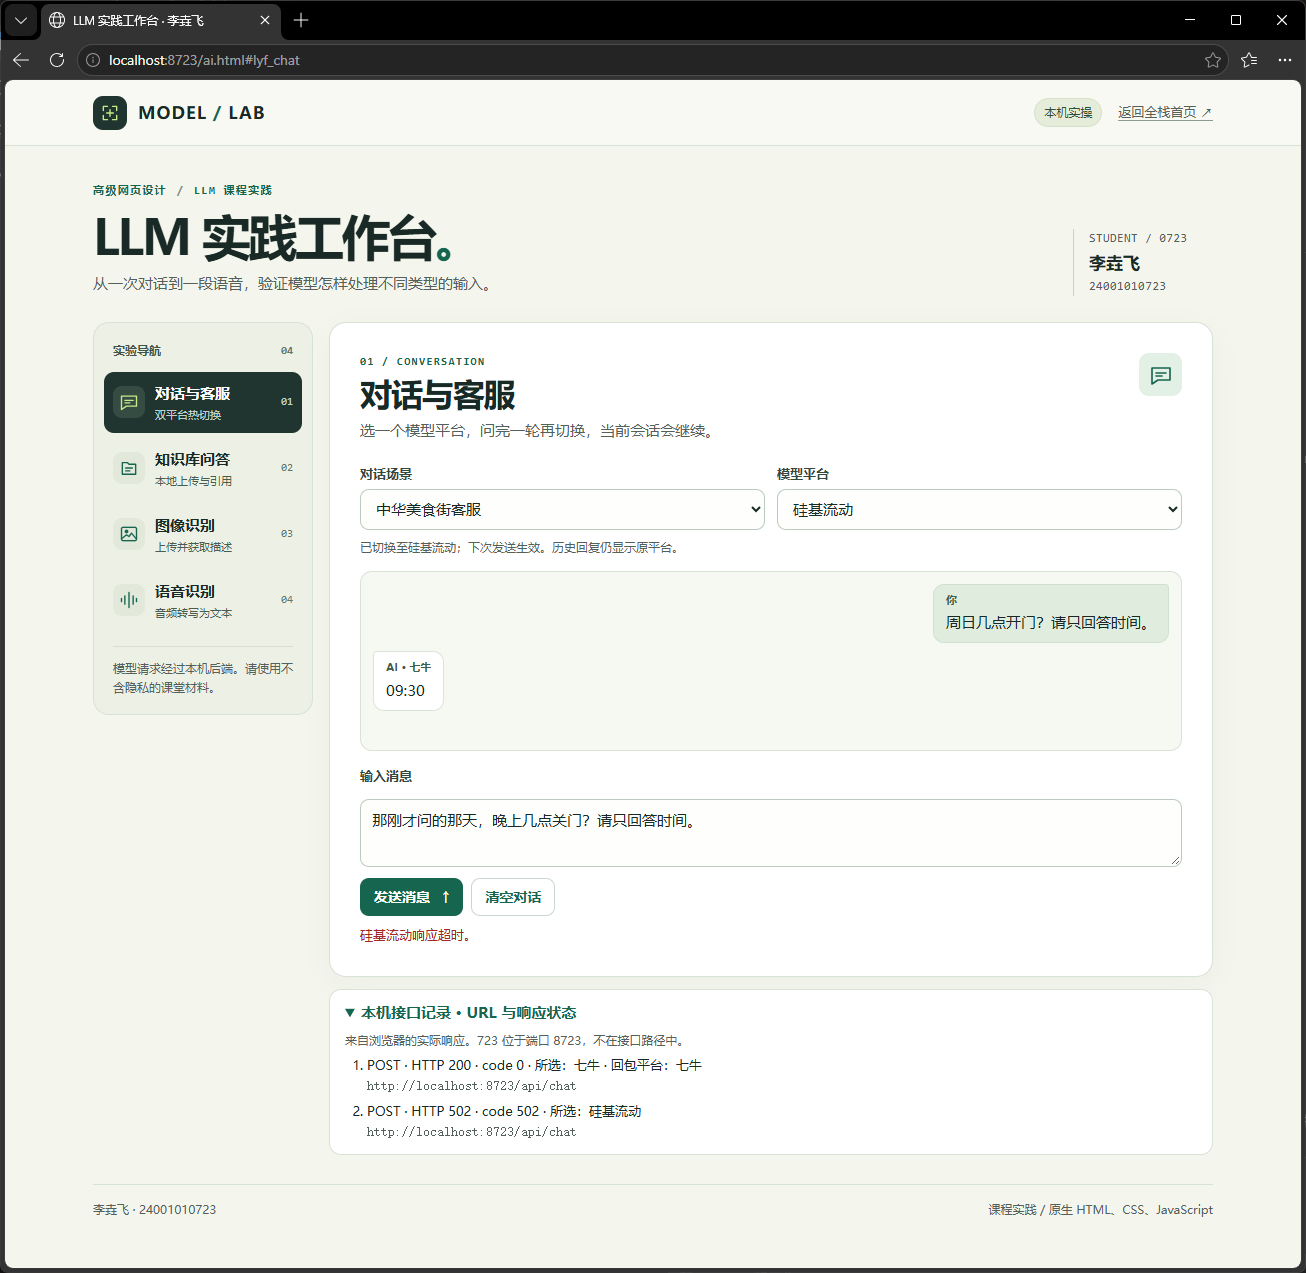 LLM 实践工作台 · 李垚飞
localhost:8723/ai.html#lyf_chat
MODEL / LAB
本机实操
返回全栈首页 ↗
高级网页设计 / LLM 课程实践
LLM 实践工作台。
从一次对话到一段语音，验证模型怎样处理不同类型的输入。
STUDENT / 0723
李垚飞
24001010723
实验导航 04
对话与客服
双平台热切换
01
知识库问答
本地上传与引用
02
图像识别
上传并获取描述
03
语音识别
音频转写为文本
04
模型请求经过本机后端。请使用不
含隐私的课堂材料。
01 / CONVERSATION
对话与客服
选一个模型平台，问完一轮再切换，当前会话会继续。
对话场景
中华美食街客服
模型平台
硅基流动
已切换至硅基流动；下次发送生效。历史回复仍显示原平台。
你
周日几点开门？请只回答时间。
AI · 七牛
09:30
输入消息
那刚才问的那天，晚上几点关门？请只回答时间。
发送消息 ↑
清空对话
硅基流动响应超时。
▼ 本机接口记录 · URL 与响应状态
来自浏览器的实际响应。723 位于端口 8723，不在接口路径中。
1. POST · HTTP 200 · code 0 · 所选：七牛 · 回包平台：七牛
http://localhost:8723/api/chat
2. POST · HTTP 502 · code 502 · 所选：硅基流动
http://localhost:8723/api/chat
李垚飞 · 24001010723
课程实践 / 原生 HTML、CSS、JavaScript